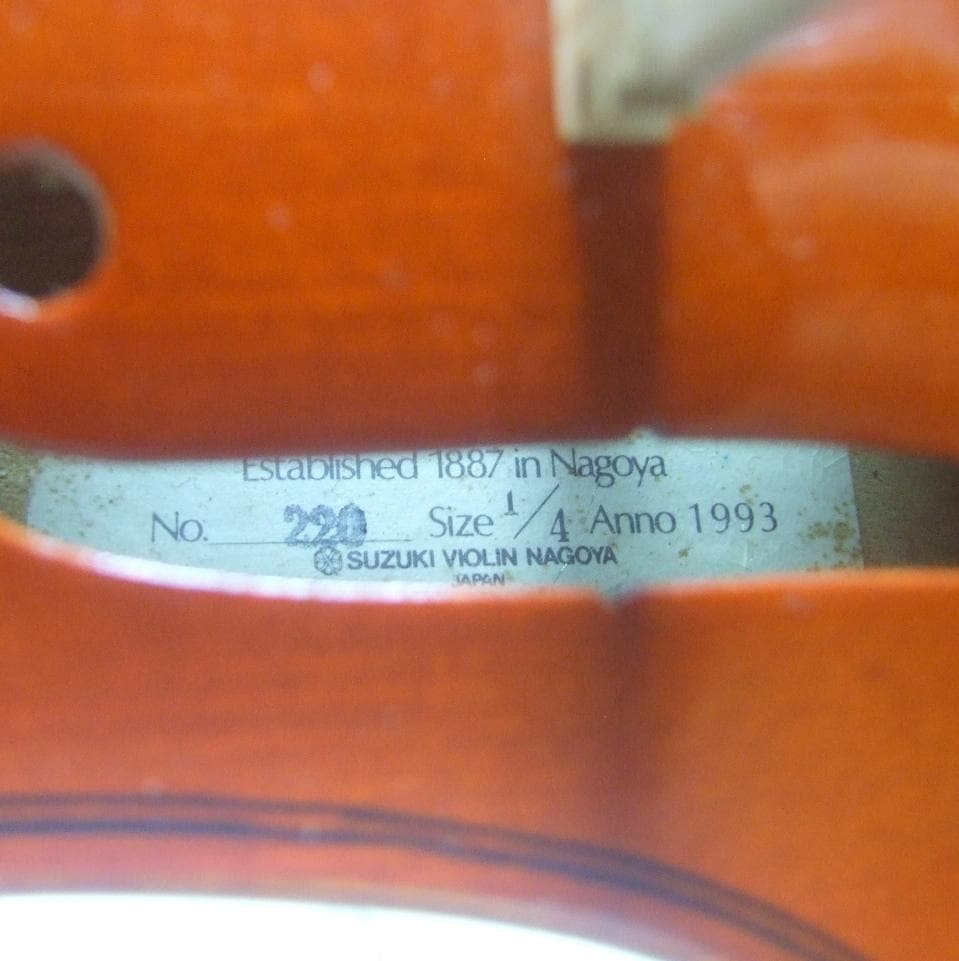 Established 1887 in Nagoya
No. 220 Size 1/4 Anno 1993
SUZUKI VIOLIN NAGOYA
JAPAN